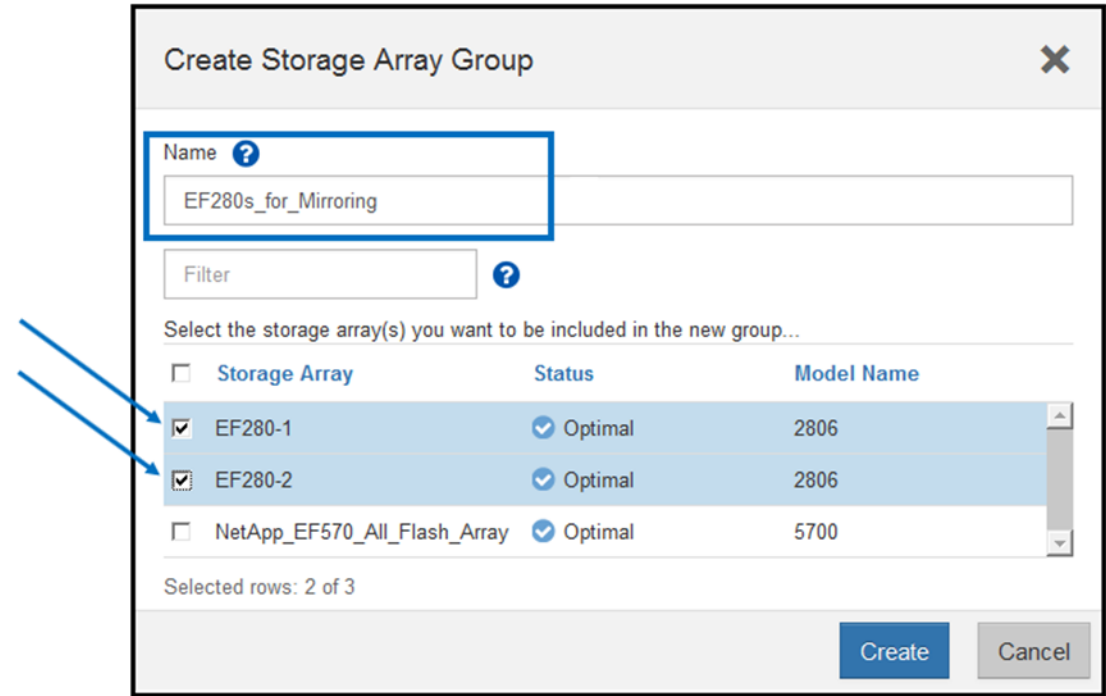 Create Storage Array Group
Name
EF280s_for_Mirroring
Filter
Select the storage array(s) you want to be included in the new group...
Storage Array Status Model Name
EF280-1 Optimal 2806
EF280-2 Optimal 2806
NetApp_EF570_All_Flash_Array Optimal 5700
Selected rows: 2 of 3
Create Cancel